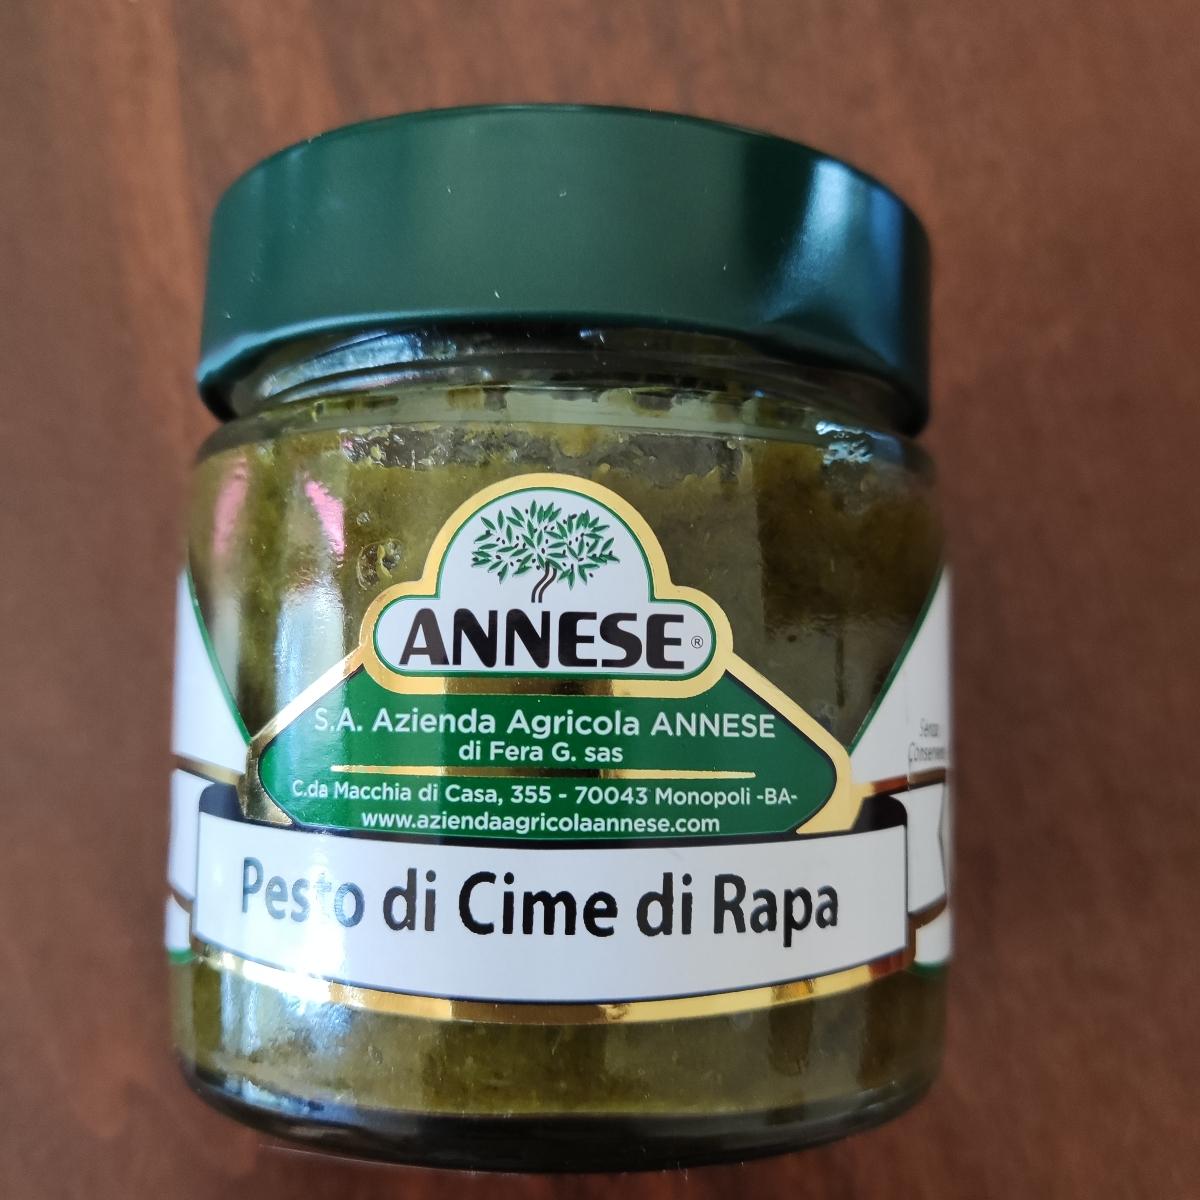 ANNESE®
S.A. Azienda Agricola ANNESE
di Fera G. sas
C.da Macchia di Casa, 355 - 70043 Monopoli -BA-
www.aziendaagricolaannese.com
Pesto di Cime di Rapa
Senza